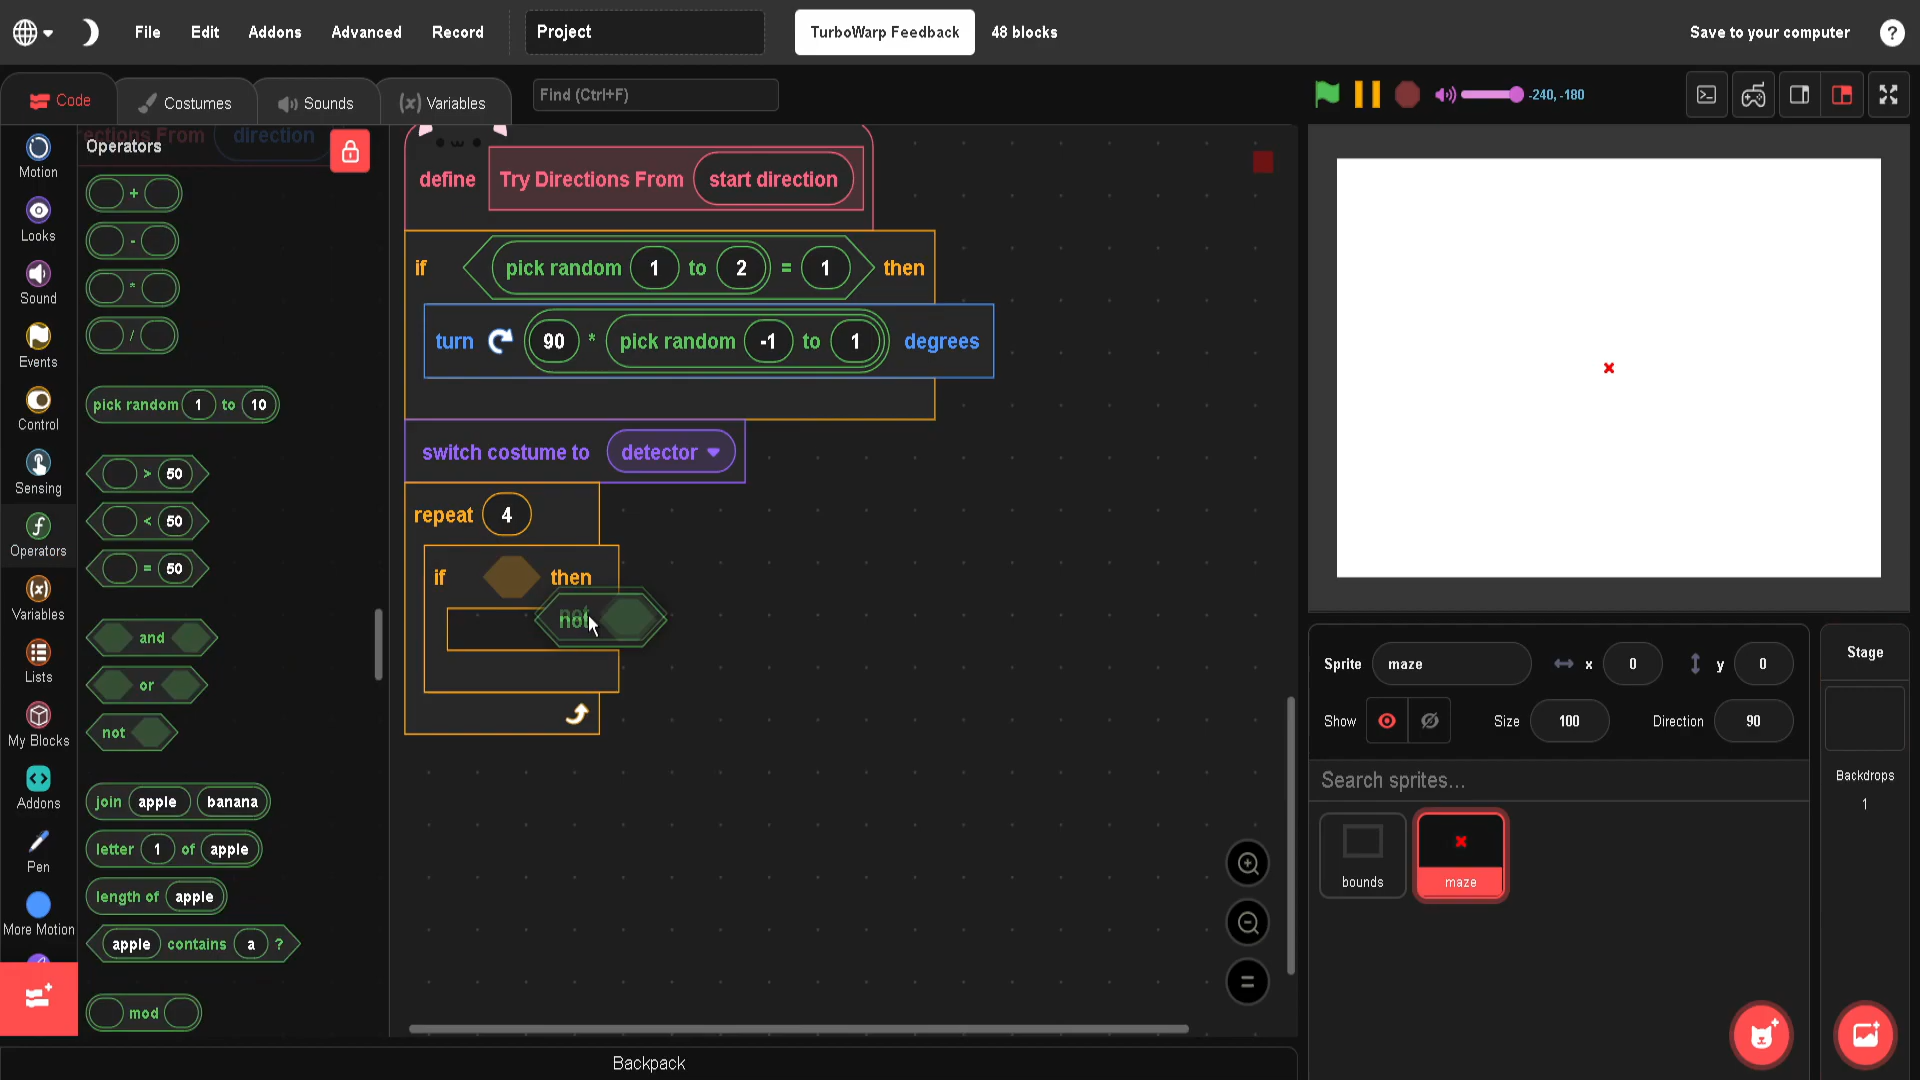 File Edit Addons Advanced Record Project TurboWarp Feedback 48 blocks Save to your computer ?
Code Costumes Sounds Variables Find (Ctrl+F) -240, -180
ections From direction
Operators
Motion
Looks
Sound
Events
Control
Sensing
Operators
Variables
Lists
My Blocks
Addons
Pen
More Motion
+
-
*
/
pick random 1 to 10
> 50
< 50
= 50
and
or
not
join apple banana
letter 1 of apple
length of apple
apple contains a ?
mod
define Try Directions From start direction
if pick random 1 to 2 = 1 then
turn 90 * pick random -1 to 1 degrees
switch costume to detector
repeat 4
if then
not
Backpack
Sprite maze x 0 y 0
Show Size 100 Direction 90
Search sprites...
bounds
maze
Stage
Backdrops
1